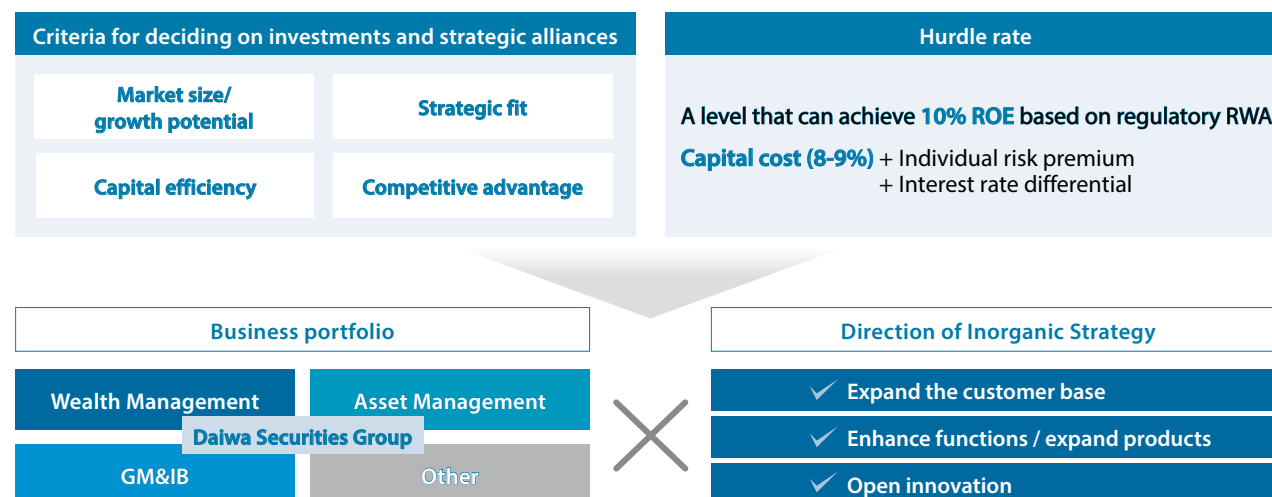 Criteria for deciding on investments and strategic alliances
Market size/
growth potential
Strategic fit
Capital efficiency
Competitive advantage
Hurdle rate
A level that can achieve 10% ROE based on regulatory RWA
Capital cost (8-9%) + Individual risk premium
+ Interest rate differential
Business portfolio
Wealth Management
Asset Management
Daiwa Securities Group
GM&IB
Other
Direction of Inorganic Strategy
Expand the customer base
Enhance functions / expand products
Open innovation